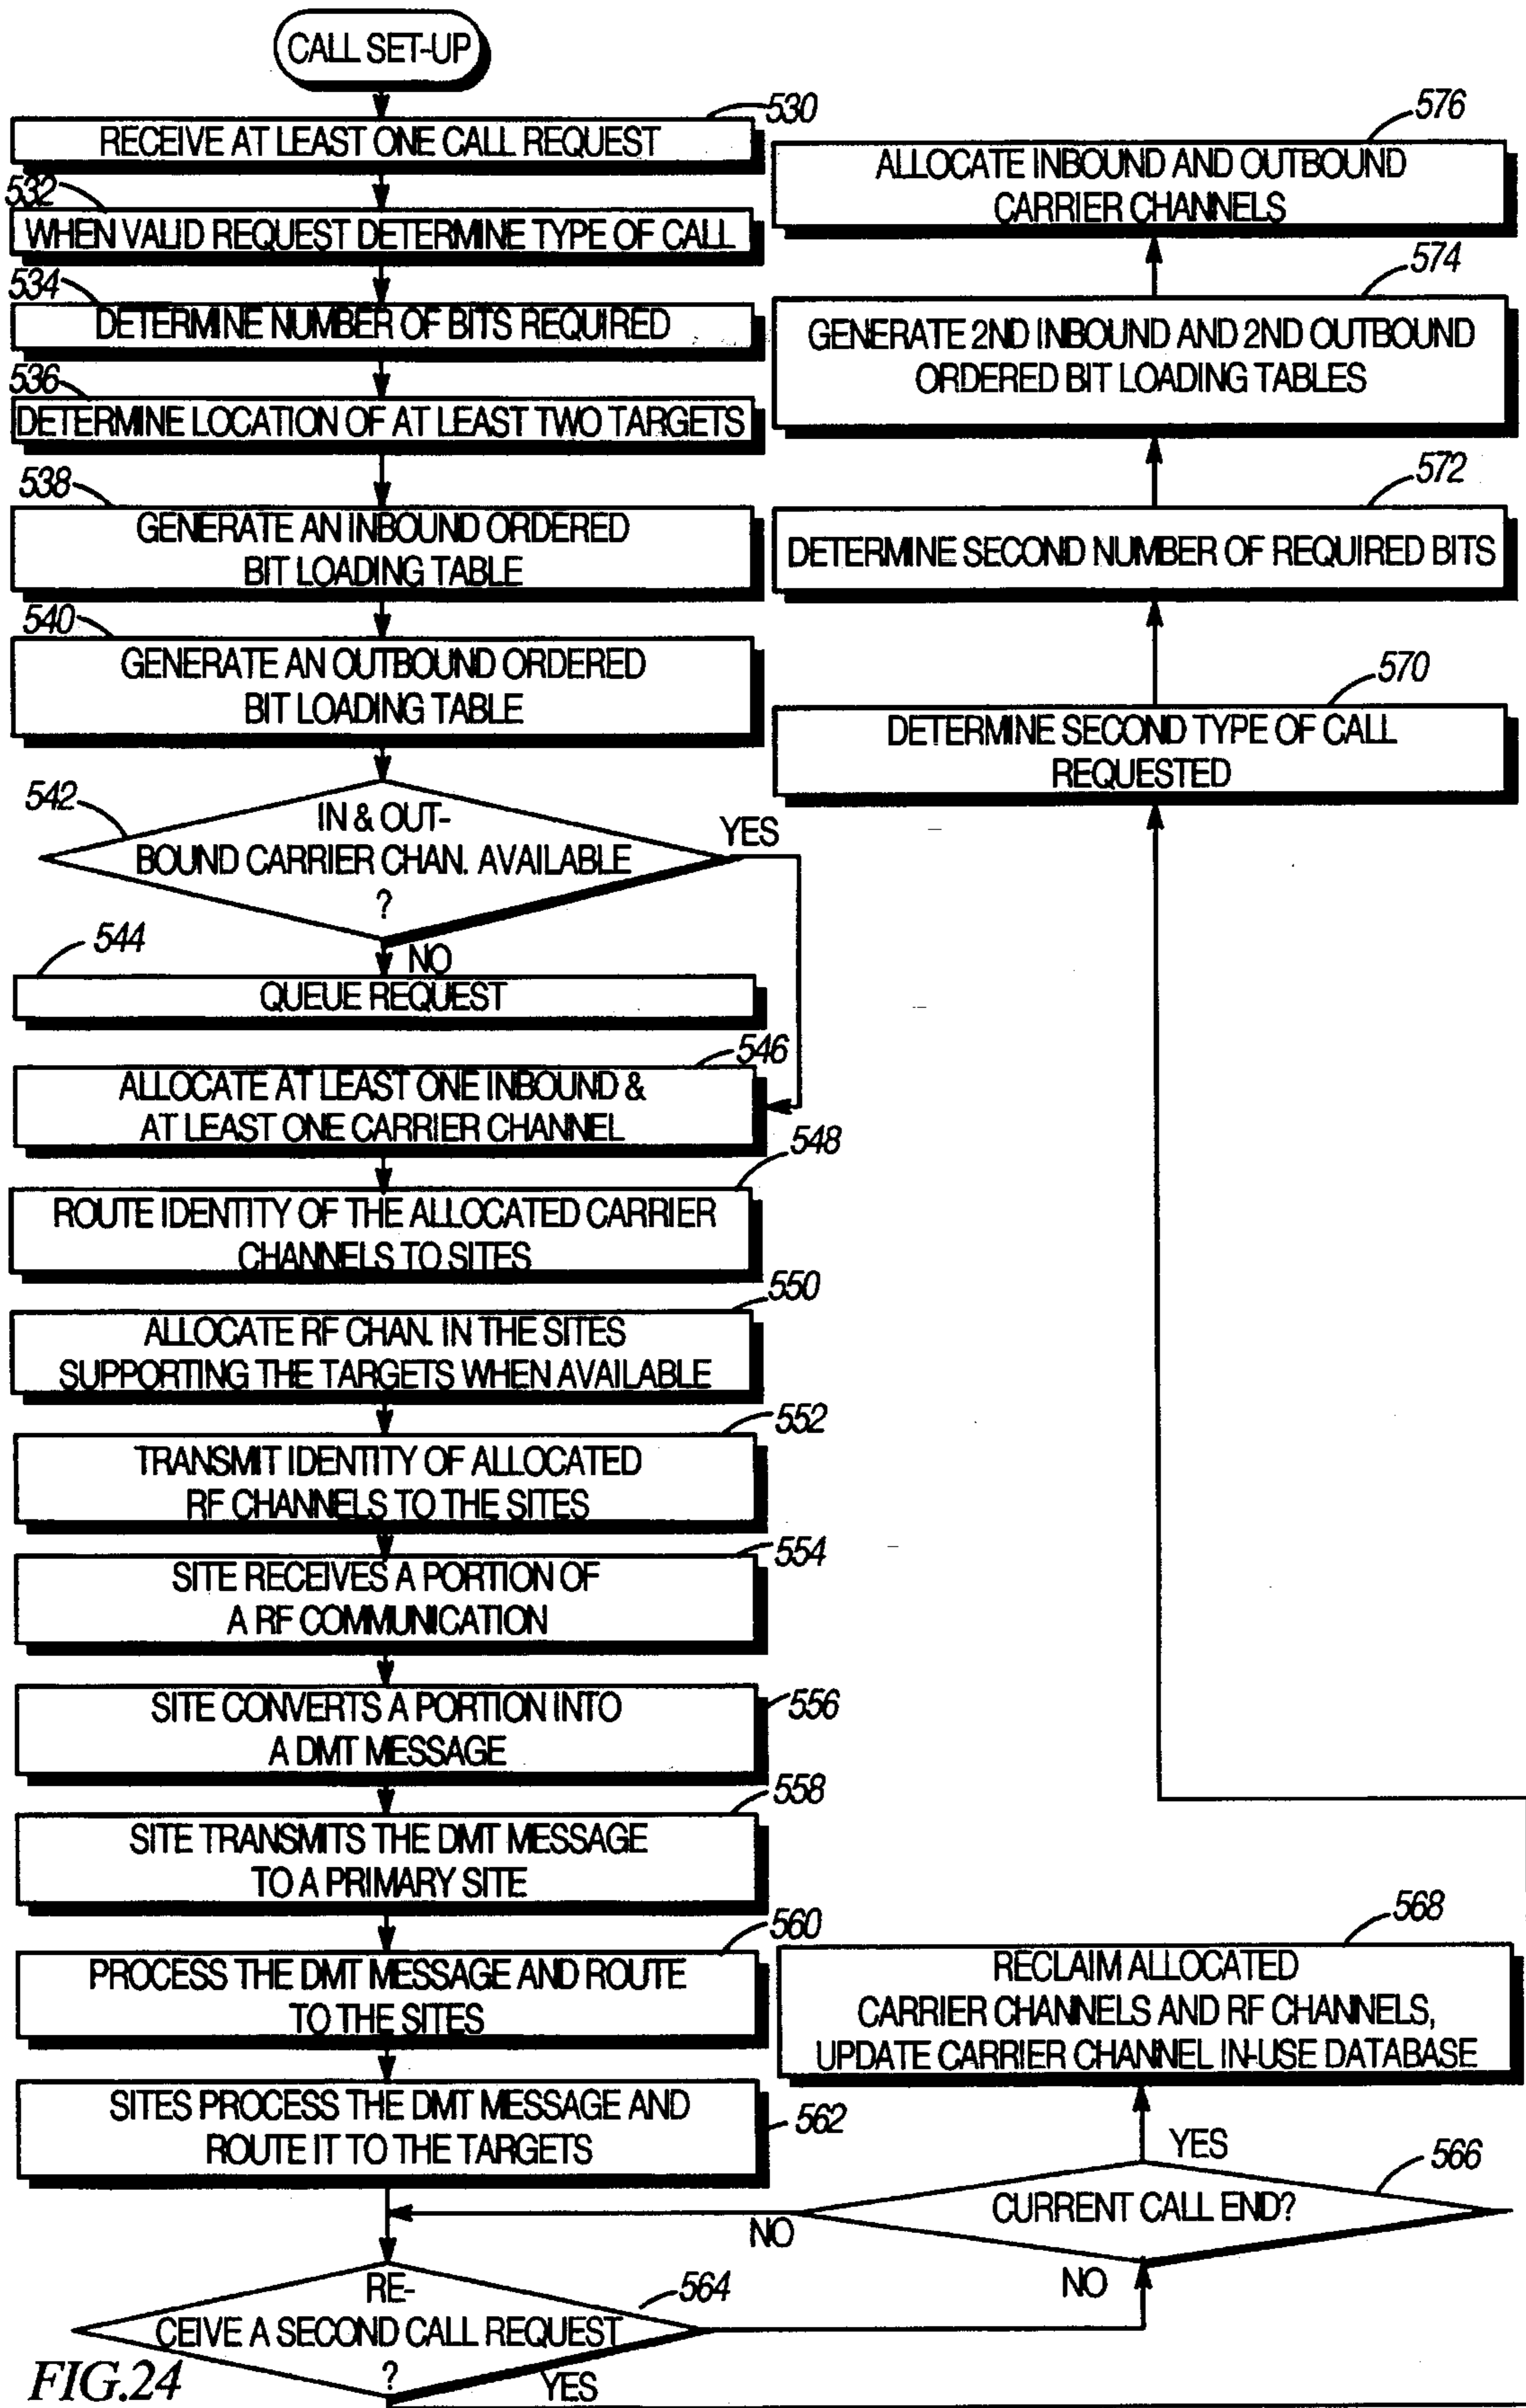 CALL SET-UP
530
RECEIVE AT LEAST ONE CALL REQUEST
532
WHEN VALID REQUEST DETERMINE TYPE OF CALL
534
DETERMINE NUMBER OF BITS REQUIRED
536
DETERMINE LOCATION OF AT LEAST TWO TARGETS
538
GENERATE AN INBOUND ORDERED
BIT LOADING TABLE
540
GENERATE AN OUTBOUND ORDERED
BIT LOADING TABLE
542
IN & OUT-
BOUND CARRIER CHAN. AVAILABLE
?
YES
NO
544
QUEUE REQUEST
546
ALLOCATE AT LEAST ONE INBOUND &
AT LEAST ONE CARRIER CHANNEL
548
ROUTE IDENTITY OF THE ALLOCATED CARRIER
CHANNELS TO SITES
550
ALLOCATE RF CHAN. IN THE SITES
SUPPORTING THE TARGETS WHEN AVAILABLE
552
TRANSMIT IDENTITY OF ALLOCATED
RF CHANNELS TO THE SITES
554
SITE RECEIVES A PORTION OF
A RF COMMUNICATION
556
SITE CONVERTS A PORTION INTO
A DMT MESSAGE
558
SITE TRANSMITS THE DMT MESSAGE
TO A PRIMARY SITE
560
PROCESS THE DMT MESSAGE AND ROUTE
TO THE SITES
562
SITES PROCESS THE DMT MESSAGE AND
ROUTE IT TO THE TARGETS
564
RE-
CEIVE A SECOND CALL REQUEST
?
YES
NO
566
CURRENT CALL END?
NO
YES
568
RECLAIM ALLOCATED
CARRIER CHANNELS AND RF CHANNELS,
UPDATE CARRIER CHANNEL IN-USE DATABASE
570
DETERMINE SECOND TYPE OF CALL
REQUESTED
572
DETERMINE SECOND NUMBER OF REQUIRED BITS
574
GENERATE 2ND INBOUND AND 2ND OUTBOUND
ORDERED BIT LOADING TABLES
576
ALLOCATE INBOUND AND OUTBOUND
CARRIER CHANNELS
FIG.24